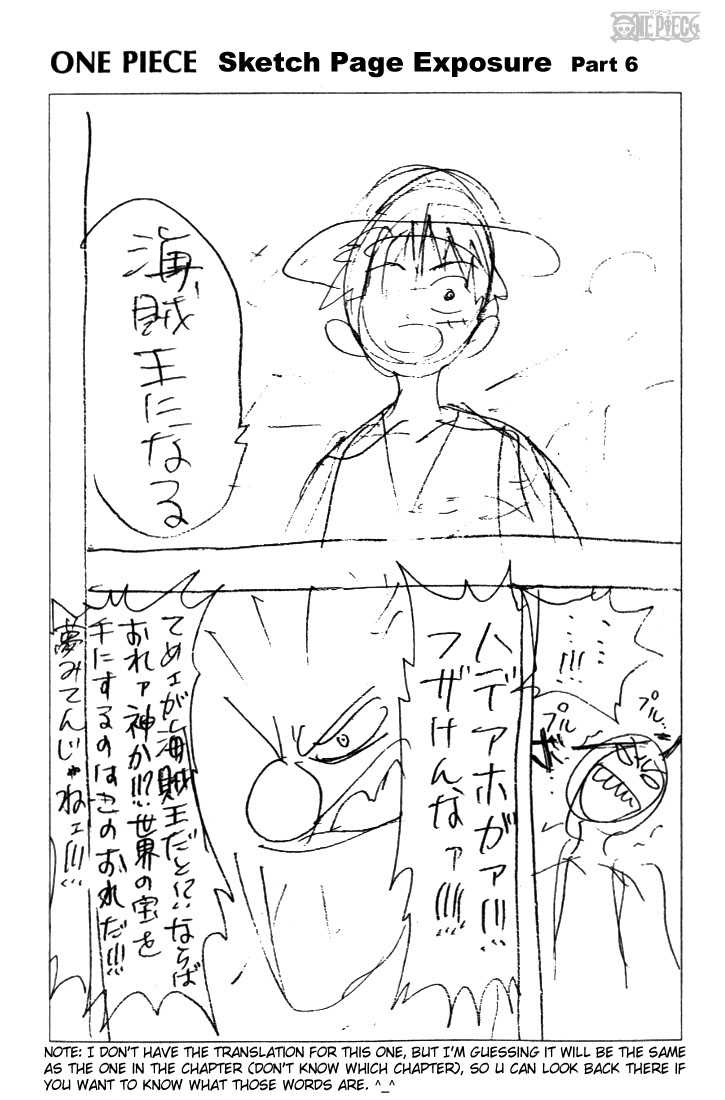 ワンピース
ONE PIECE
ONE PIECE Sketch Page Exposure Part 6
海賊
王になる
!!!
プル
プル…
ハデアホがァ!!!
フザけんなァ!!!!
てめェが海賊王だと!?ならば
おれァ神か!!?世界の宝を
手にするのはこのおれだ!!!
夢みてんじゃねェ!!!
NOTE: I DON'T HAVE THE TRANSLATION FOR THIS ONE, BUT I'M GUESSING IT WILL BE THE SAME
AS THE ONE IN THE CHAPTER (DON'T KNOW WHICH CHAPTER), SO U CAN LOOK BACK THERE IF
YOU WANT TO KNOW WHAT THOSE WORDS ARE. ^_^